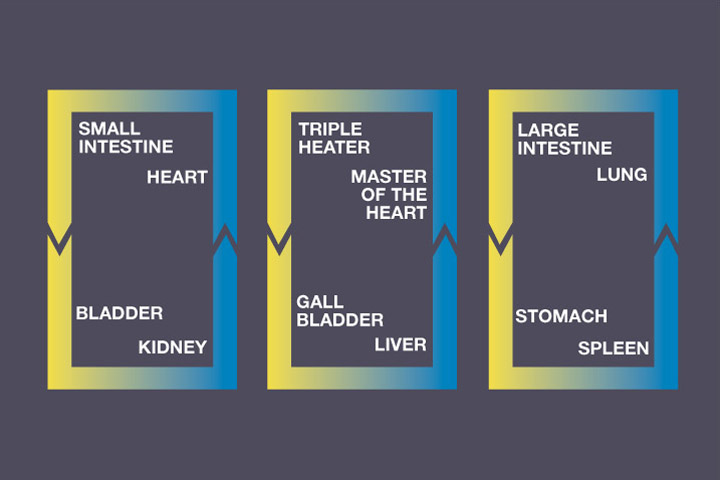 SMALL
INTESTINE
HEART
BLADDER
KIDNEY
TRIPLE
HEATER
MASTER
OF THE
HEART
GALL
BLADDER
LIVER
LARGE
INTESTINE
LUNG
STOMACH
SPLEEN